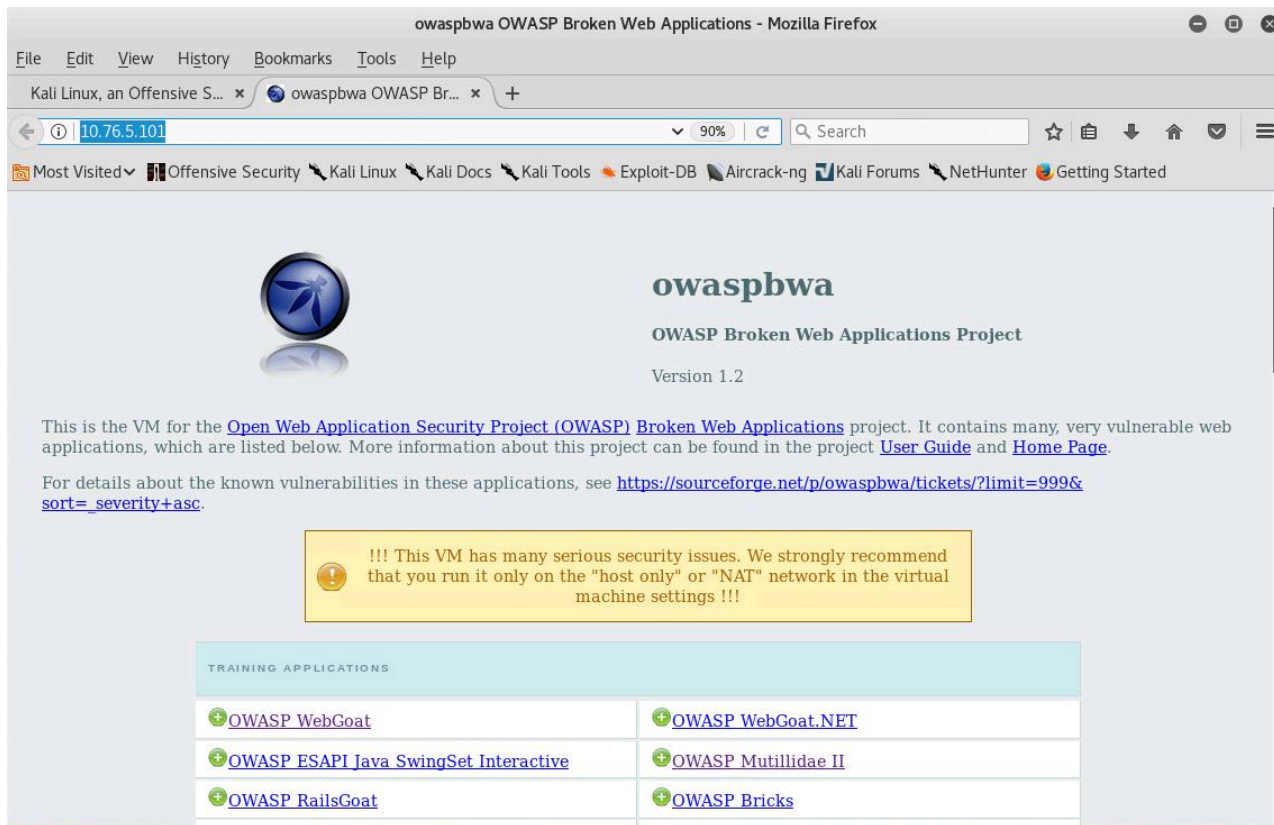 owaspbwa OWASP Broken Web Applications - Mozilla Firefox
File Edit View History Bookmarks Tools Help
Kali Linux, an Offensive S... owaspbwa OWASP Br...
10.76.5.101 90% Search
Most Visited Offensive Security Kali Linux Kali Docs Kali Tools Exploit-DB Aircrack-ng Kali Forums NetHunter Getting Started
owaspbwa
OWASP Broken Web Applications Project
Version 1.2
This is the VM for the Open Web Application Security Project (OWASP) Broken Web Applications project. It contains many, very vulnerable web
applications, which are listed below. More information about this project can be found in the project User Guide and Home Page.
For details about the known vulnerabilities in these applications, see https://sourceforge.net/p/owaspbwa/tickets/?limit=999&
sort=_severity+asc.
!!! This VM has many serious security issues. We strongly recommend
that you run it only on the "host only" or "NAT" network in the virtual
machine settings !!!
TRAINING APPLICATIONS
OWASP WebGoat OWASP WebGoat.NET
OWASP ESAPI Java SwingSet Interactive OWASP Mutillidae II
OWASP RailsGoat OWASP Bricks